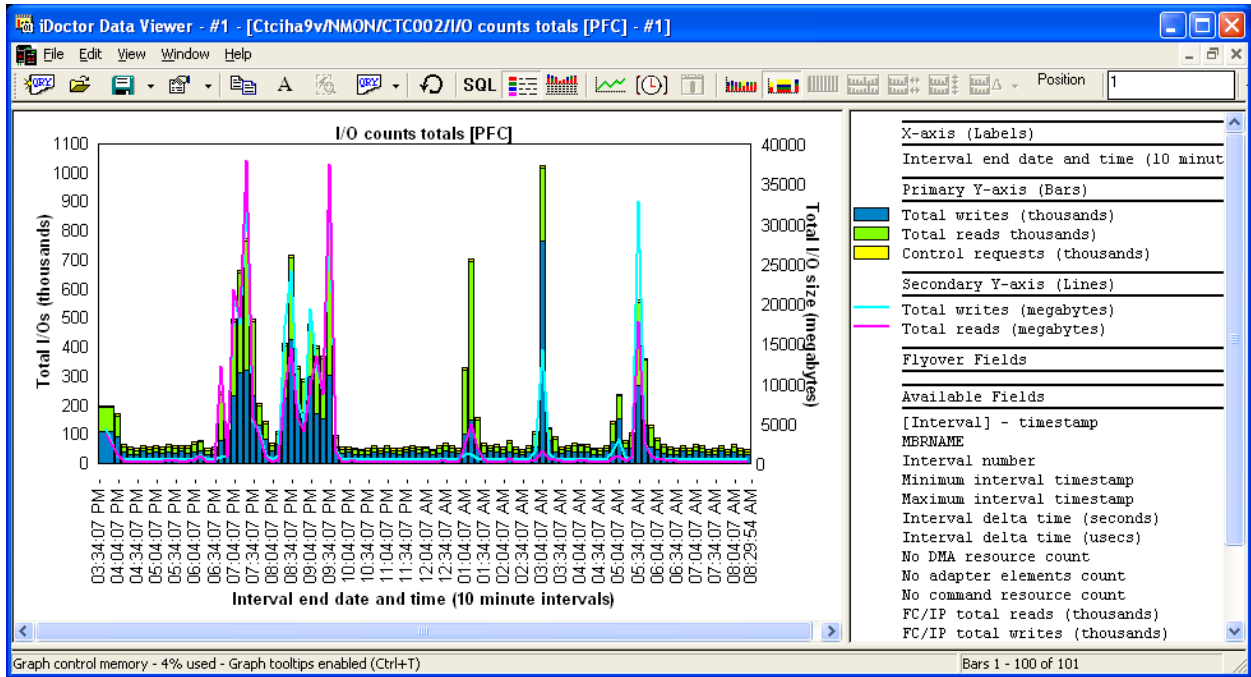 iDoctor Data Viewer - #1 - [Ctciha9v/NMON/CTC002/I/O counts totals [PFC] - #1]
File Edit View Window Help
QRY A QRY SQL Position 1
I/O counts totals [PFC]
1100
1000
900
800
700
600
500
400
300
200
100
0
Total I/Os (thousands)
40000
35000
30000
25000
20000
15000
10000
5000
0
Total I/O size (megabytes)
03:34:07 PM -
04:04:07 PM -
04:34:07 PM -
05:04:07 PM -
05:34:07 PM -
06:04:07 PM -
06:34:07 PM -
07:04:07 PM -
07:34:07 PM -
08:04:07 PM -
08:34:07 PM -
09:04:07 PM -
09:34:07 PM -
10:04:07 PM -
10:34:07 PM -
11:04:07 PM -
11:34:07 PM -
12:04:07 AM -
12:34:07 AM -
01:04:07 AM -
01:34:07 AM -
02:04:07 AM -
02:34:07 AM -
03:04:07 AM -
03:34:07 AM -
04:04:07 AM -
04:34:07 AM -
05:04:07 AM -
05:34:07 AM -
06:04:07 AM -
06:34:07 AM -
07:04:07 AM -
07:34:07 AM -
08:04:07 AM -
08:29:54 AM -
Interval end date and time (10 minute intervals)
X-axis (Labels)
Interval end date and time (10 minut
Primary Y-axis (Bars)
Total writes (thousands)
Total reads thousands)
Control requests (thousands)
Secondary Y-axis (Lines)
Total writes (megabytes)
Total reads (megabytes)
Flyover Fields
Available Fields
[Interval] - timestamp
MBRNAME
Interval number
Minimum interval timestamp
Maximum interval timestamp
Interval delta time (seconds)
Interval delta time (usecs)
No DMA resource count
No adapter elements count
No command resource count
FC/IP total reads (thousands)
FC/IP total writes (thousands)
Graph control memory - 4% used - Graph tooltips enabled (Ctrl+T)
Bars 1 - 100 of 101